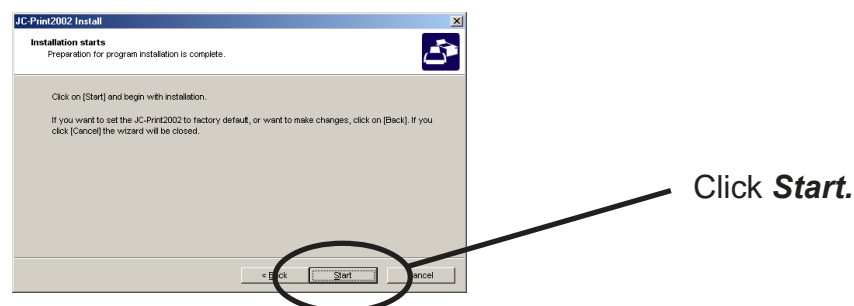 JC-Print2002 Install
Installation starts
Preparation for program installation is complete.
Click on [Start] and begin with installation.
If you want to set the JC-Print2002 to factory default, or want to make changes, click on [Back]. If you
click [Cancel] the wizard will be closed.
< Back Start Cancel
Click Start.